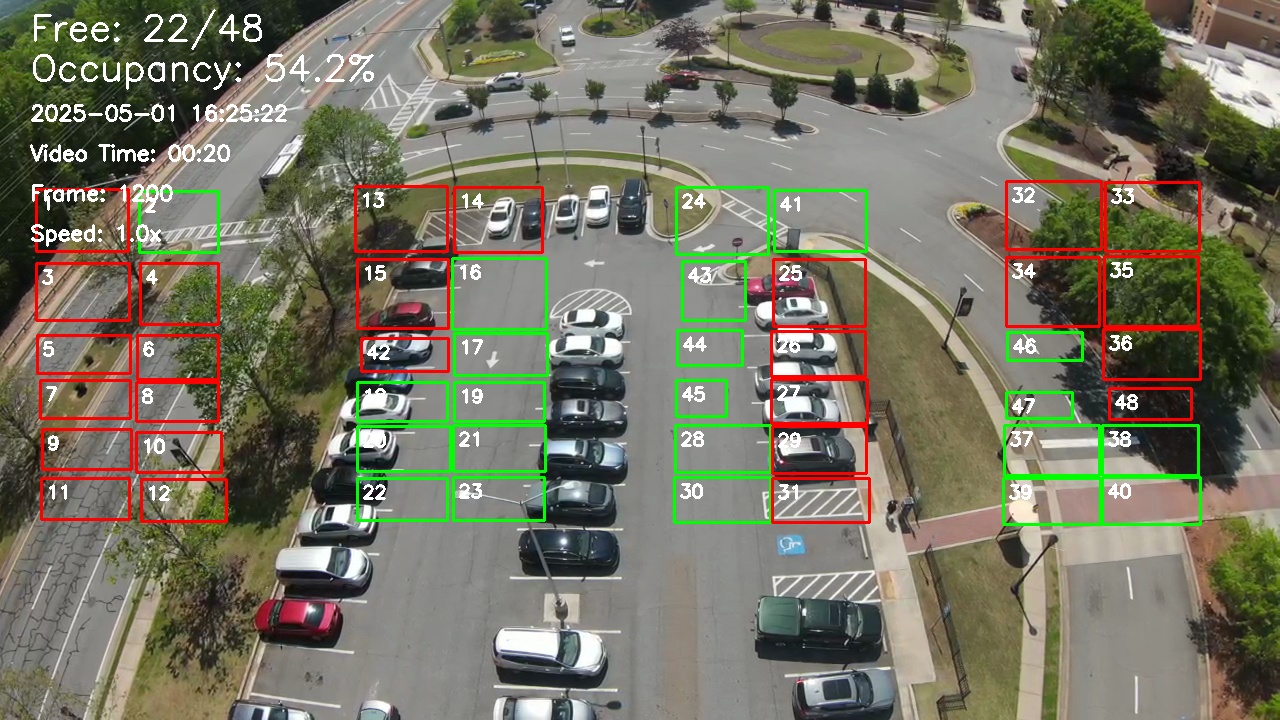 Free: 22/48
Occupancy: 54.2%
2025-05-01 16:25:22
Video Time: 00:20
Frame: 1200
Speed: 1.0x
1 2 13 14 24 41 32 33
3 4 15 16 43 25 34 35
5 6 42 17 44 26 46 36
7 8 19 45 27 47 48
9 10 20 21 28 29 37 38
11 12 22 23 30 31 39 40